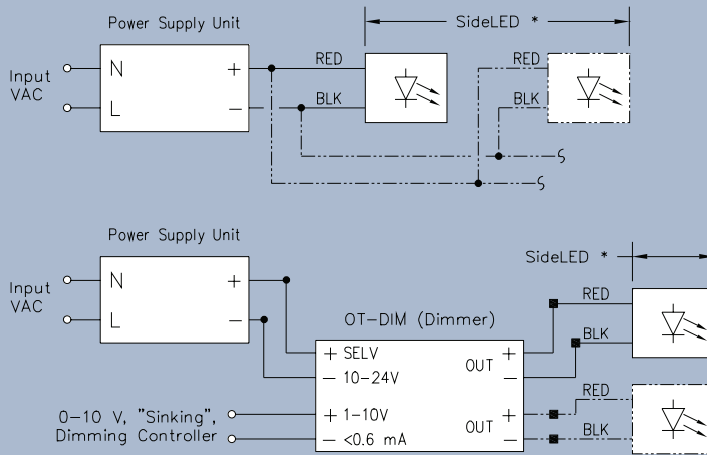 Power Supply Unit
SideLED *
Input
VAC
N
L
+
−
RED
BLK
RED
BLK
Power Supply Unit
SideLED *
Input
VAC
N
L
+
−
OT-DIM (Dimmer)
RED
BLK
+ SELV
− 10-24V
OUT
+
−
0-10 V, "Sinking",
Dimming Controller
+ 1-10V
− <0.6 mA
OUT
+
−
RED
BLK